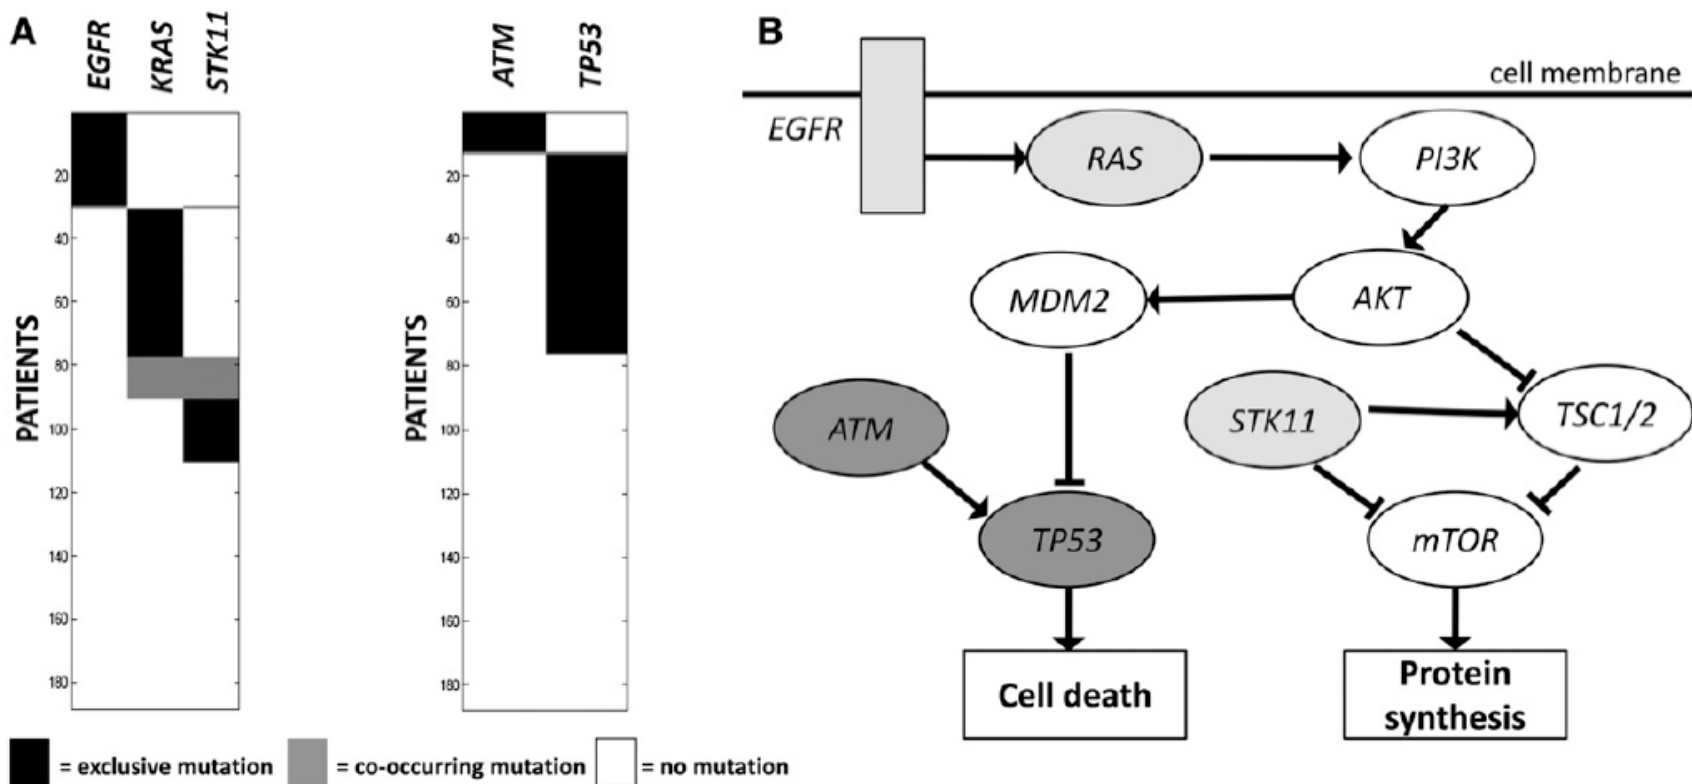 A
EGFR
KRAS
STK11
ATM
TP53
PATIENTS
20
40
60
80
100
120
140
160
180
PATIENTS
20
40
60
80
100
120
140
160
180
= exclusive mutation
= co-occurring mutation
= no mutation
B
cell membrane
EGFR
RAS
PI3K
MDM2
AKT
ATM
STK11
TSC1/2
TP53
mTOR
Cell death
Protein
synthesis